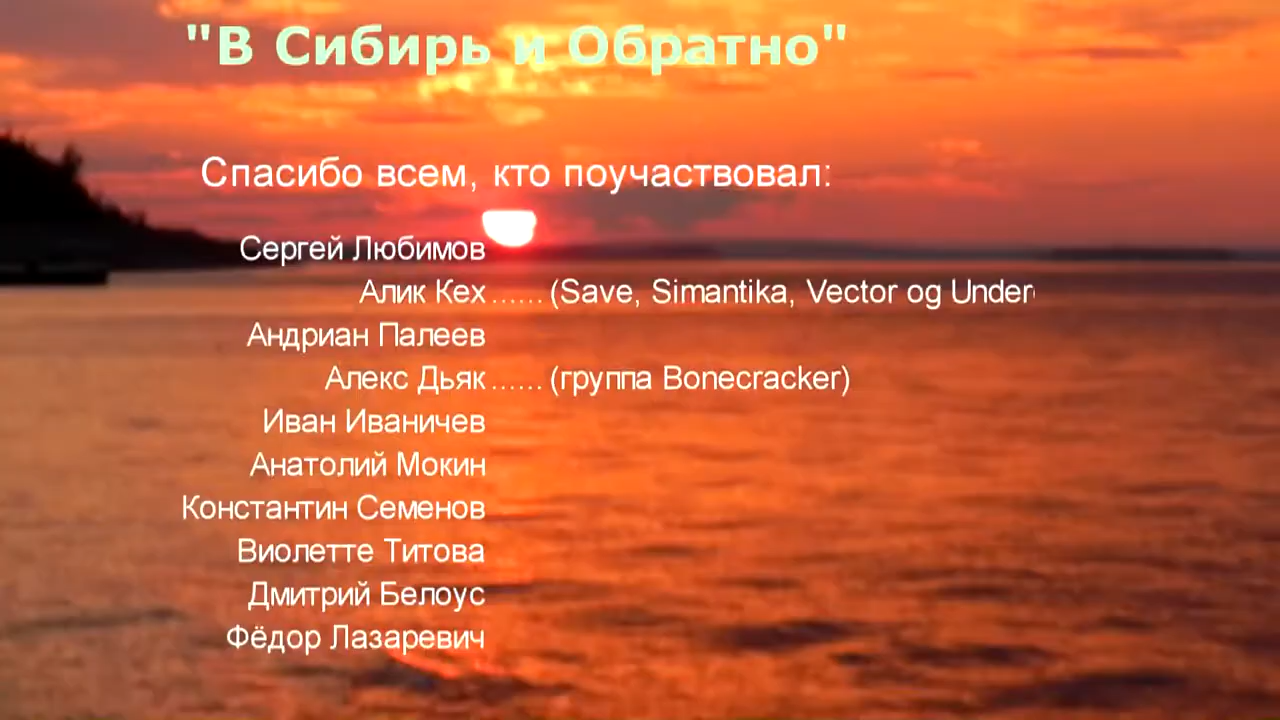 "В Сибирь и Обратно"
Спасибо всем, кто поучаствовал:
Сергей Любимов
Алик Кех ...... (Save, Simantika, Vector og
Андриан Палеев
Алекс Дьяк ...... (группа Bonecracker)
Иван Иваничев
Анатолий Мокин
Константин Семенов
Виолетте Титова
Дмитрий Белоус
Фёдор Лазаревич